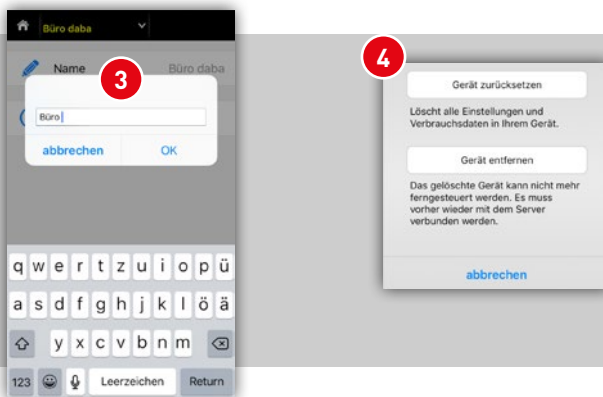 Büro daba
Name Büro daba
3
Büro
abbrechen OK
q w e r t z u i o p ü
a s d f g h j k l ö ä
y x c v b n m
123 Leerzeichen Return
4
Gerät zurücksetzen
Löscht alle Einstellungen und
Verbrauchsdaten in Ihrem Gerät.
Gerät entfernen
Das gelöschte Gerät kann nicht mehr
ferngesteuert werden. Es muss
vorher wieder mit dem Server
verbunden werden.
abbrechen